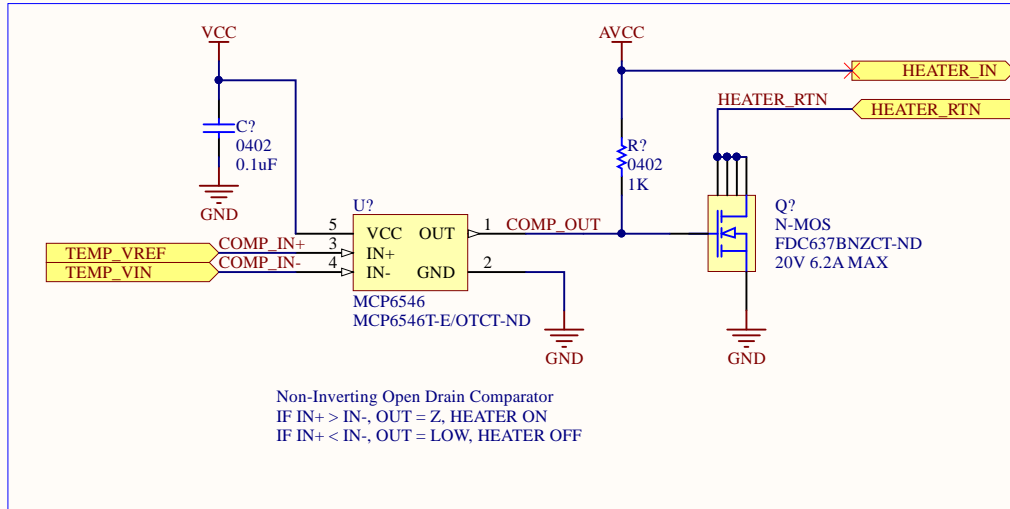 VCC
AVCC
HEATER_IN
HEATER_RTN
HEATER_RTN
C?
0402
0.1uF
R?
0402
1K
GND
U?
Q?
N-MOS
FDC637BNZCT-ND
20V 6.2A MAX
5
VCC
OUT
1
COMP_OUT
TEMP_VREF
COMP_IN+
3
IN+
TEMP_VIN
COMP_IN-
4
IN-
GND
2
MCP6546
MCP6546T-E/OTCT-ND
GND
GND
Non-Inverting Open Drain Comparator
IF IN+ > IN-, OUT = Z, HEATER ON
IF IN+ < IN-, OUT = LOW, HEATER OFF